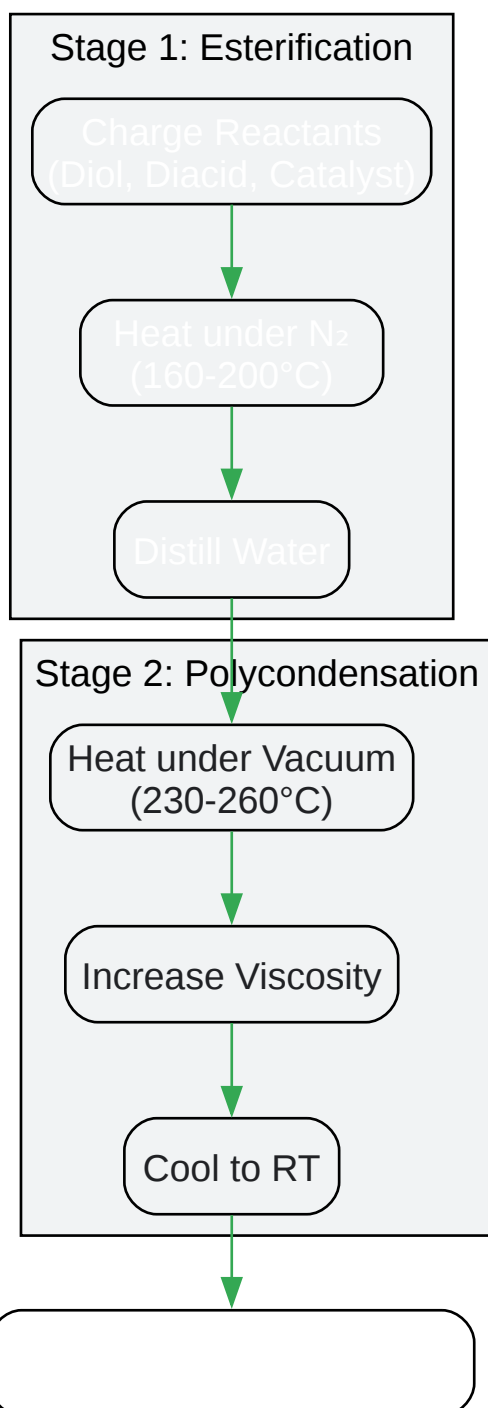 Stage 1: Esterification
Charge Reactants
(Diol, Diacid, Catalyst)
Heat under N₂
(160-200°C)
Distill Water
Stage 2: Polycondensation
Heat under Vacuum
(230-260°C)
Increase Viscosity
Cool to RT